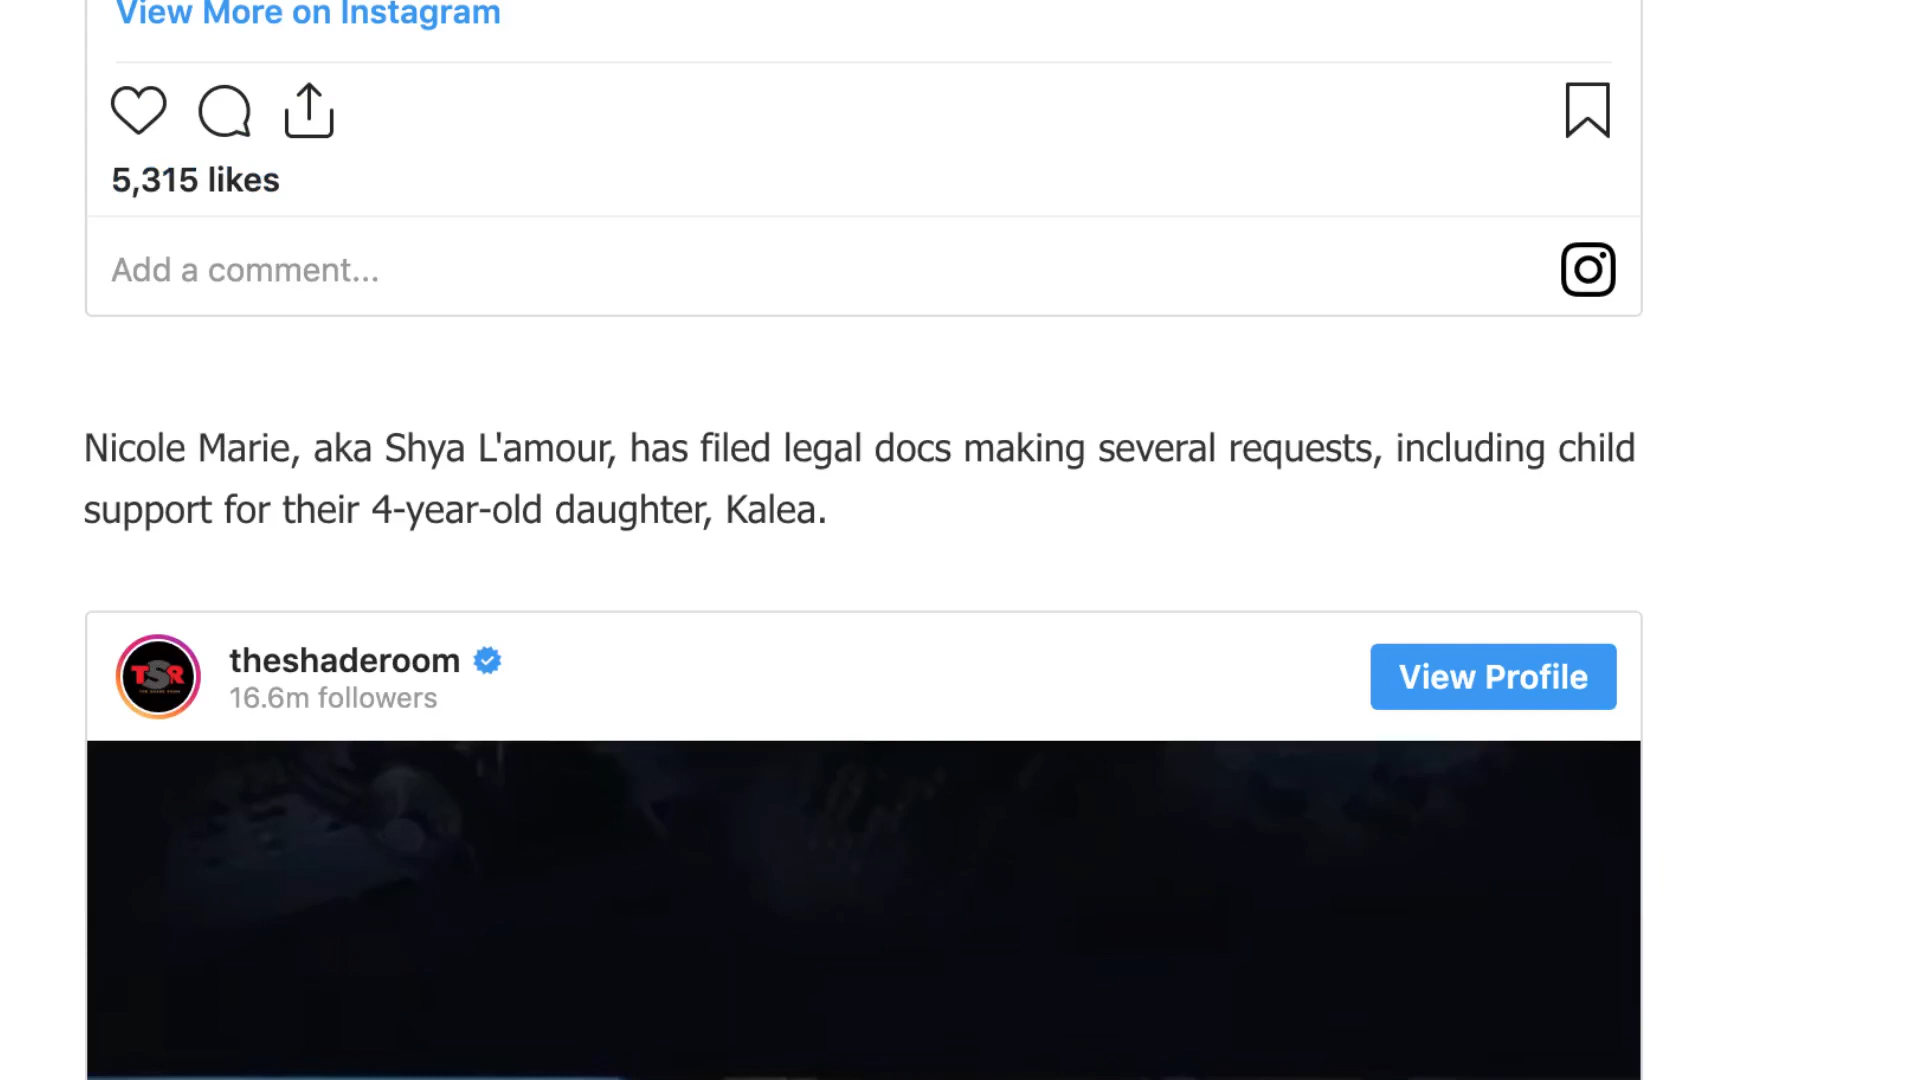 View More on Instagram
5,315 likes
Add a comment...
Nicole Marie, aka Shya L'amour, has filed legal docs making several requests, including child
support for their 4-year-old daughter, Kalea.
TSR
theshaderoom
16.6m followers
View Profile